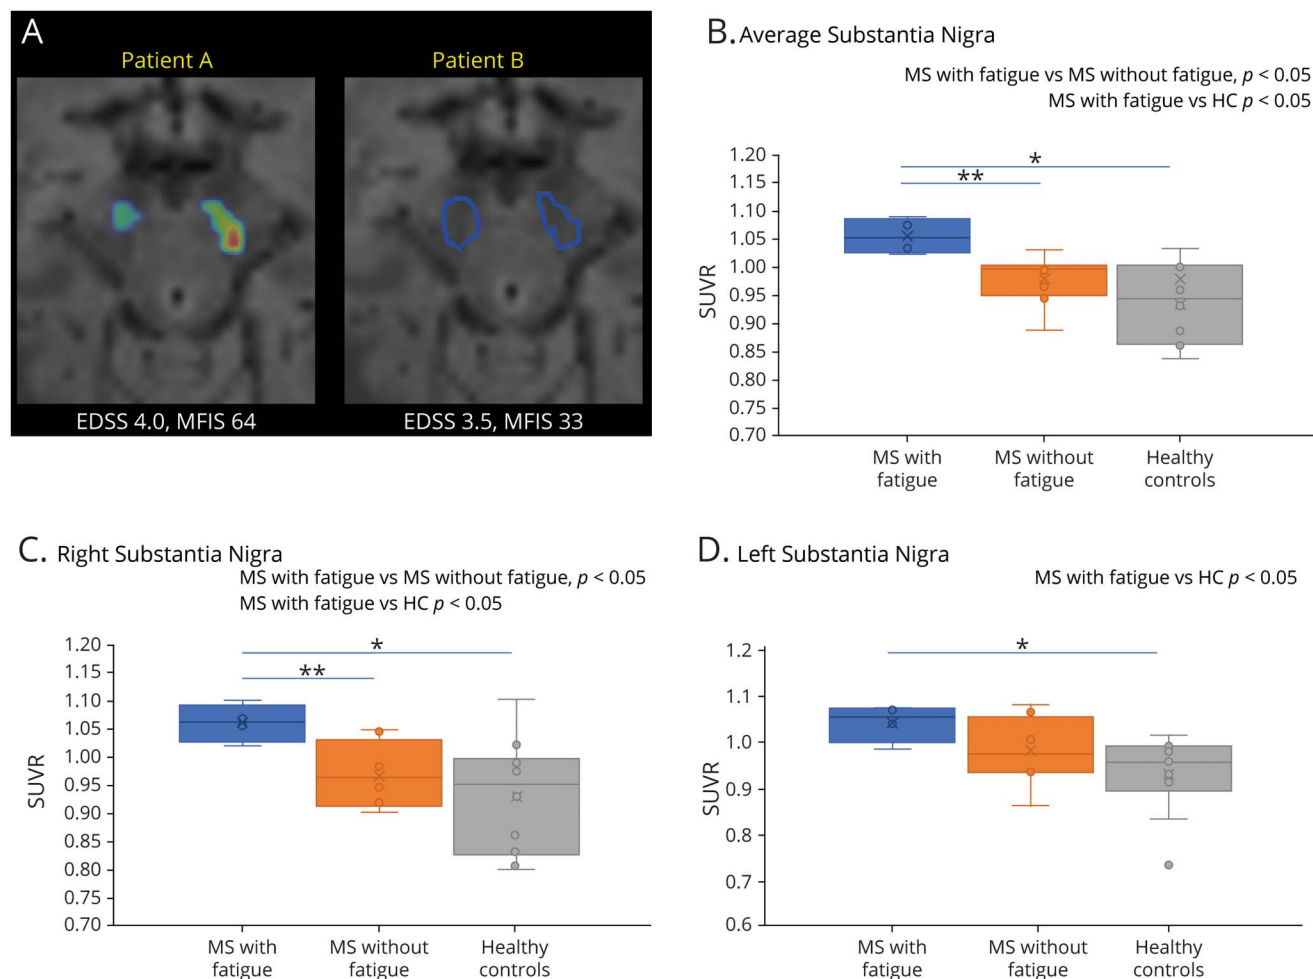 A
Patient A
Patient B
EDSS 4.0, MFIS 64
EDSS 3.5, MFIS 33
B. Average Substantia Nigra
MS with fatigue vs MS without fatigue, p < 0.05
MS with fatigue vs HC p < 0.05
SUVR
1.20
1.15
1.10
1.05
1.00
0.95
0.90
0.85
0.80
0.75
0.70
*
**
MS with
fatigue
MS without
fatigue
Healthy
controls
C. Right Substantia Nigra
MS with fatigue vs MS without fatigue, p < 0.05
MS with fatigue vs HC p < 0.05
SUVR
1.20
1.15
1.10
1.05
1.00
0.95
0.90
0.85
0.80
0.75
0.70
*
**
MS with
fatigue
MS without
fatigue
Healthy
controls
D. Left Substantia Nigra
MS with fatigue vs HC p < 0.05
SUVR
1.2
1.1
1.0
0.9
0.8
0.7
0.6
*
MS with
fatigue
MS without
fatigue
Healthy
controls